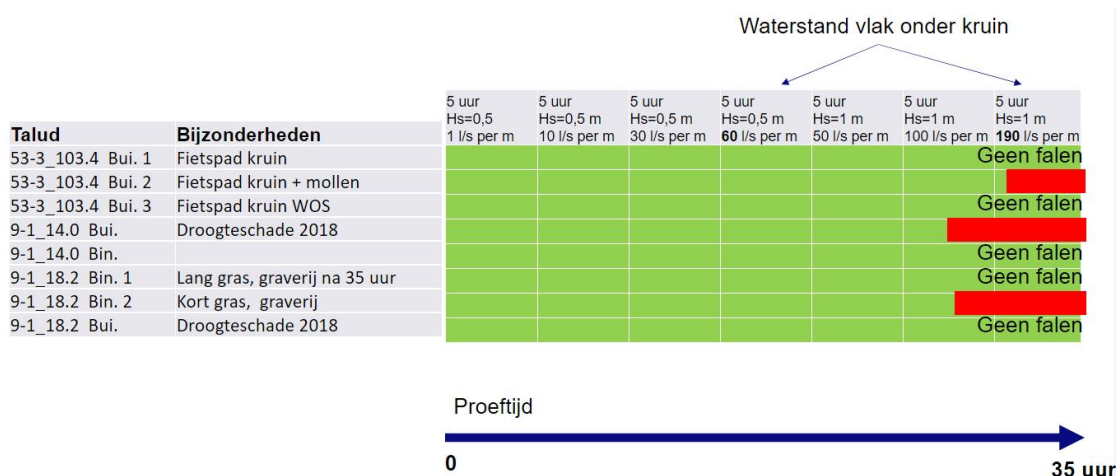 Waterstand vlak onder kruin
5 uur 5 uur 5 uur 5 uur 5 uur 5 uur 5 uur
Hs=0,5 Hs=0,5 m Hs=0,5 m Hs=0,5 m Hs=1 m Hs=1 m Hs=1 m
Talud Bijzonderheden 1 l/s per m 10 l/s per m 30 l/s per m 60 l/s per m 50 l/s per m 100 l/s per m 190 l/s per m
53-3_103.4 Bui. 1 Fietspad kruin Geen falen
53-3_103.4 Bui. 2 Fietspad kruin + mollen
53-3_103.4 Bui. 3 Fietspad kruin WOS Geen falen
9-1_14.0 Bui. Droogteschade 2018
9-1_14.0 Bin. Geen falen
9-1_18.2 Bin. 1 Lang gras, graverij na 35 uur Geen falen
9-1_18.2 Bin. 2 Kort gras, graverij
9-1_18.2 Bui. Droogteschade 2018 Geen falen
Proeftijd
0 35 uur